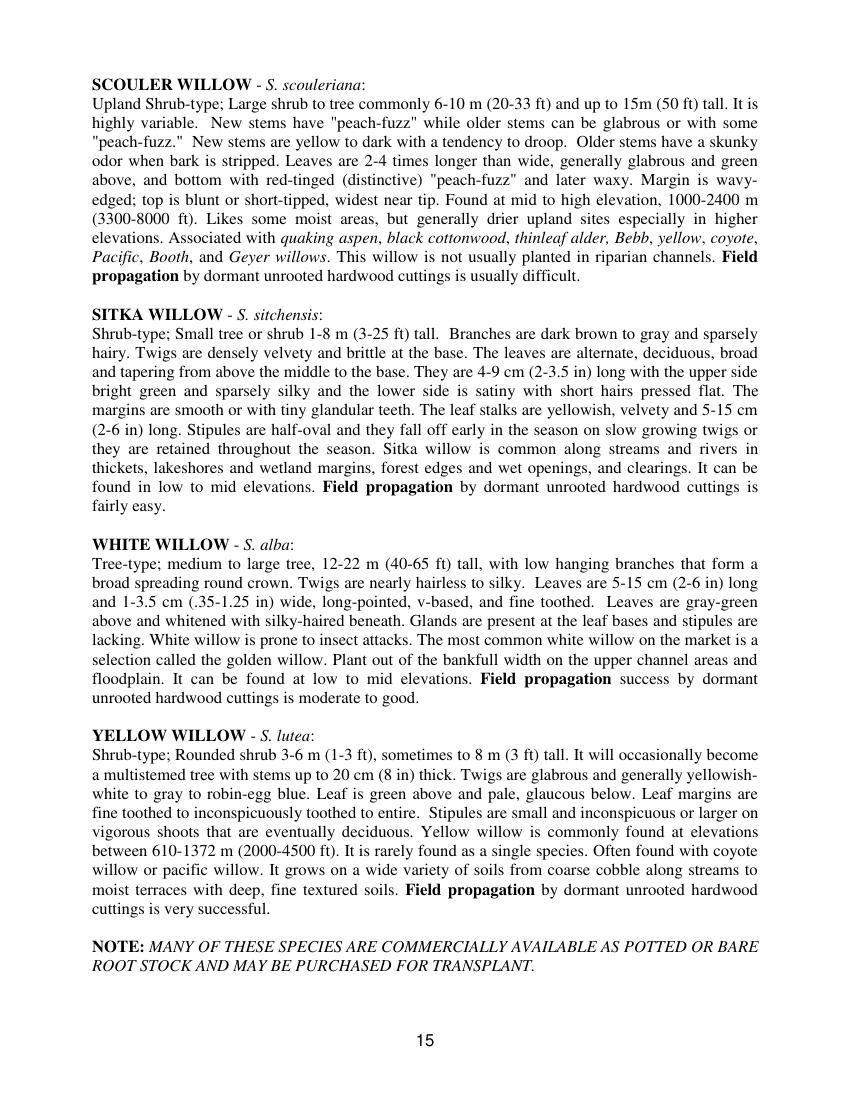 SCOULER WILLOW - S. scouleriana:
Upland Shrub-type; Large shrub to tree commonly 6-10 m (20-33 ft) and up to 15m (50 ft) tall. It is
highly variable.  New stems have "peach-fuzz" while older stems can be glabrous or with some
"peach-fuzz."  New stems are yellow to dark with a tendency to droop.  Older stems have a skunky
odor when bark is stripped. Leaves are 2-4 times longer than wide, generally glabrous and green
above, and bottom with red-tinged (distinctive) "peach-fuzz" and later waxy. Margin is wavy-
edged; top is blunt or short-tipped, widest near tip. Found at mid to high elevation, 1000-2400 m
(3300-8000 ft). Likes some moist areas, but generally drier upland sites especially in higher
elevations. Associated with quaking aspen, black cottonwood, thinleaf alder, Bebb, yellow, coyote,
Pacific, Booth, and Geyer willows. This willow is not usually planted in riparian channels. Field
propagation by dormant unrooted hardwood cuttings is usually difficult.
SITKA WILLOW - S. sitchensis:
Shrub-type; Small tree or shrub 1-8 m (3-25 ft) tall.  Branches are dark brown to gray and sparsely
hairy. Twigs are densely velvety and brittle at the base. The leaves are alternate, deciduous, broad
and tapering from above the middle to the base. They are 4-9 cm (2-3.5 in) long with the upper side
bright green and sparsely silky and the lower side is satiny with short hairs pressed flat. The
margins are smooth or with tiny glandular teeth. The leaf stalks are yellowish, velvety and 5-15 cm
(2-6 in) long. Stipules are half-oval and they fall off early in the season on slow growing twigs or
they are retained throughout the season. Sitka willow is common along streams and rivers in
thickets, lakeshores and wetland margins, forest edges and wet openings, and clearings. It can be
found in low to mid elevations. Field propagation by dormant unrooted hardwood cuttings is
fairly easy.
WHITE WILLOW - S. alba:
Tree-type; medium to large tree, 12-22 m (40-65 ft) tall, with low hanging branches that form a
broad spreading round crown. Twigs are nearly hairless to silky.  Leaves are 5-15 cm (2-6 in) long
and 1-3.5 cm (.35-1.25 in) wide, long-pointed, v-based, and fine toothed.  Leaves are gray-green
above and whitened with silky-haired beneath. Glands are present at the leaf bases and stipules are
lacking. White willow is prone to insect attacks. The most common white willow on the market is a
selection called the golden willow. Plant out of the bankfull width on the upper channel areas and
floodplain. It can be found at low to mid elevations. Field propagation success by dormant
unrooted hardwood cuttings is moderate to good.
YELLOW WILLOW - S. lutea:
Shrub-type; Rounded shrub 3-6 m (1-3 ft), sometimes to 8 m (3 ft) tall. It will occasionally become
a multistemed tree with stems up to 20 cm (8 in) thick. Twigs are glabrous and generally yellowish-
white to gray to robin-egg blue. Leaf is green above and pale, glaucous below. Leaf margins are
fine toothed to inconspicuously toothed to entire.  Stipules are small and inconspicuous or larger on
vigorous shoots that are eventually deciduous. Yellow willow is commonly found at elevations
between 610-1372 m (2000-4500 ft). It is rarely found as a single species. Often found with coyote
willow or pacific willow. It grows on a wide variety of soils from coarse cobble along streams to
moist terraces with deep, fine textured soils. Field propagation by dormant unrooted hardwood
cuttings is very successful.
NOTE: MANY OF THESE SPECIES ARE COMMERCIALLY AVAILABLE AS POTTED OR BARE
ROOT STOCK AND MAY BE PURCHASED FOR TRANSPLANT.
15